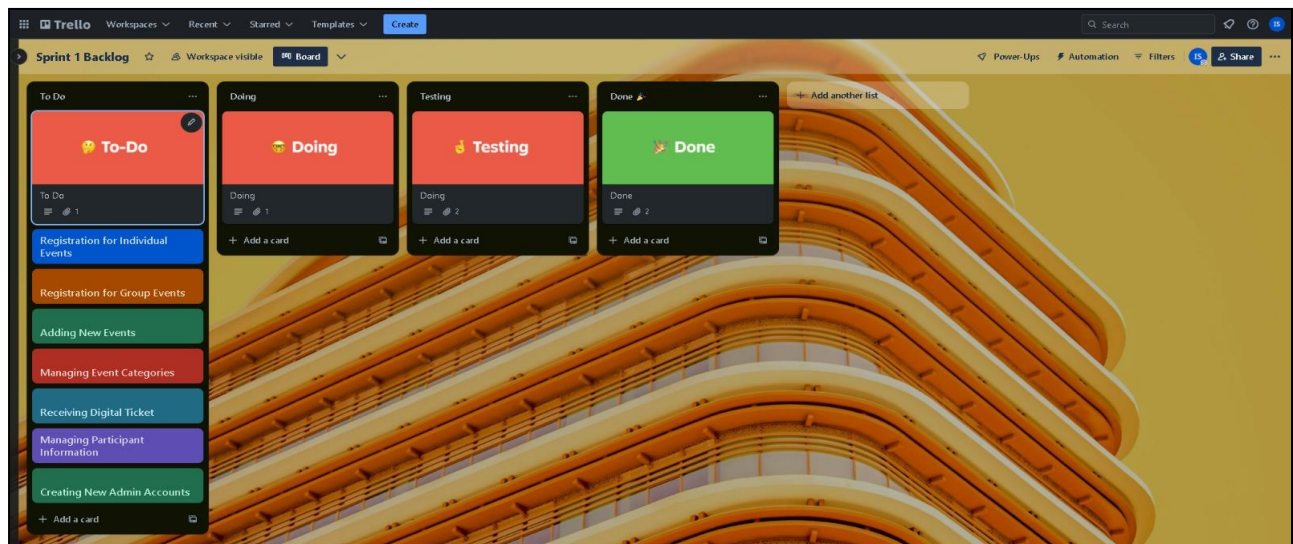 Trello Workspaces Recent Starred Templates Create Search IS
Sprint 1 Backlog Workspace visible Board Power-Ups Automation Filters IS Share
To Do
🤔 To-Do
To Do
1
Registration for Individual
Events
Registration for Group Events
Adding New Events
Managing Event Categories
Receiving Digital Ticket
Managing Participant
Information
Creating New Admin Accounts
+ Add a card
Doing
🤓 Doing
Doing
1
+ Add a card
Testing
🤞 Testing
Doing
2
+ Add a card
Done 🎉
🎉 Done
Done
2
+ Add a card
+ Add another list